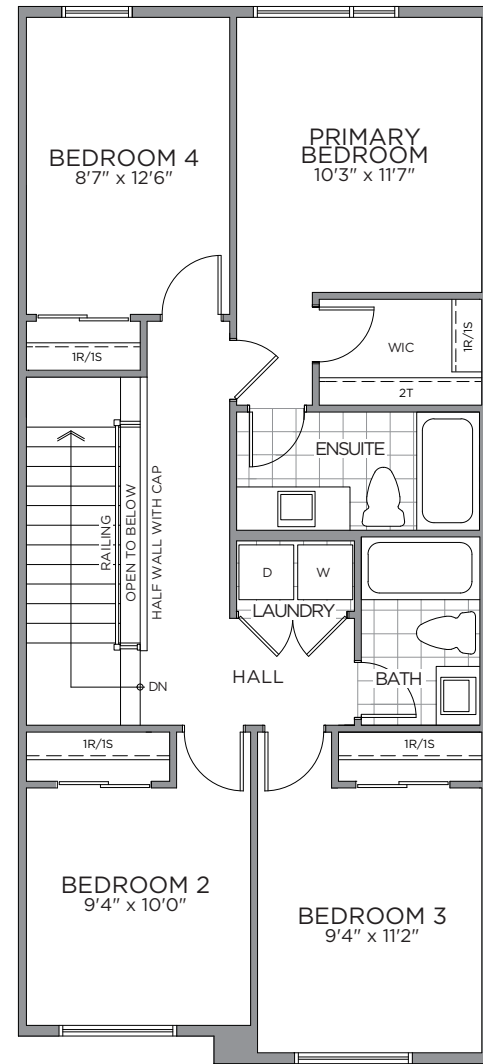 PRIMARY
BEDROOM
10'3" x 11'7"
BEDROOM 4
8'7" x 12'6"
1R/1S
WIC
1R/1S
2T
ENSUITE
RAILING
OPEN TO BELOW
HALF WALL WITH CAP
D
W
LAUNDRY
HALL
BATH
DN
1R/1S
1R/1S
BEDROOM 2
9'4" x 10'0"
BEDROOM 3
9'4" x 11'2"